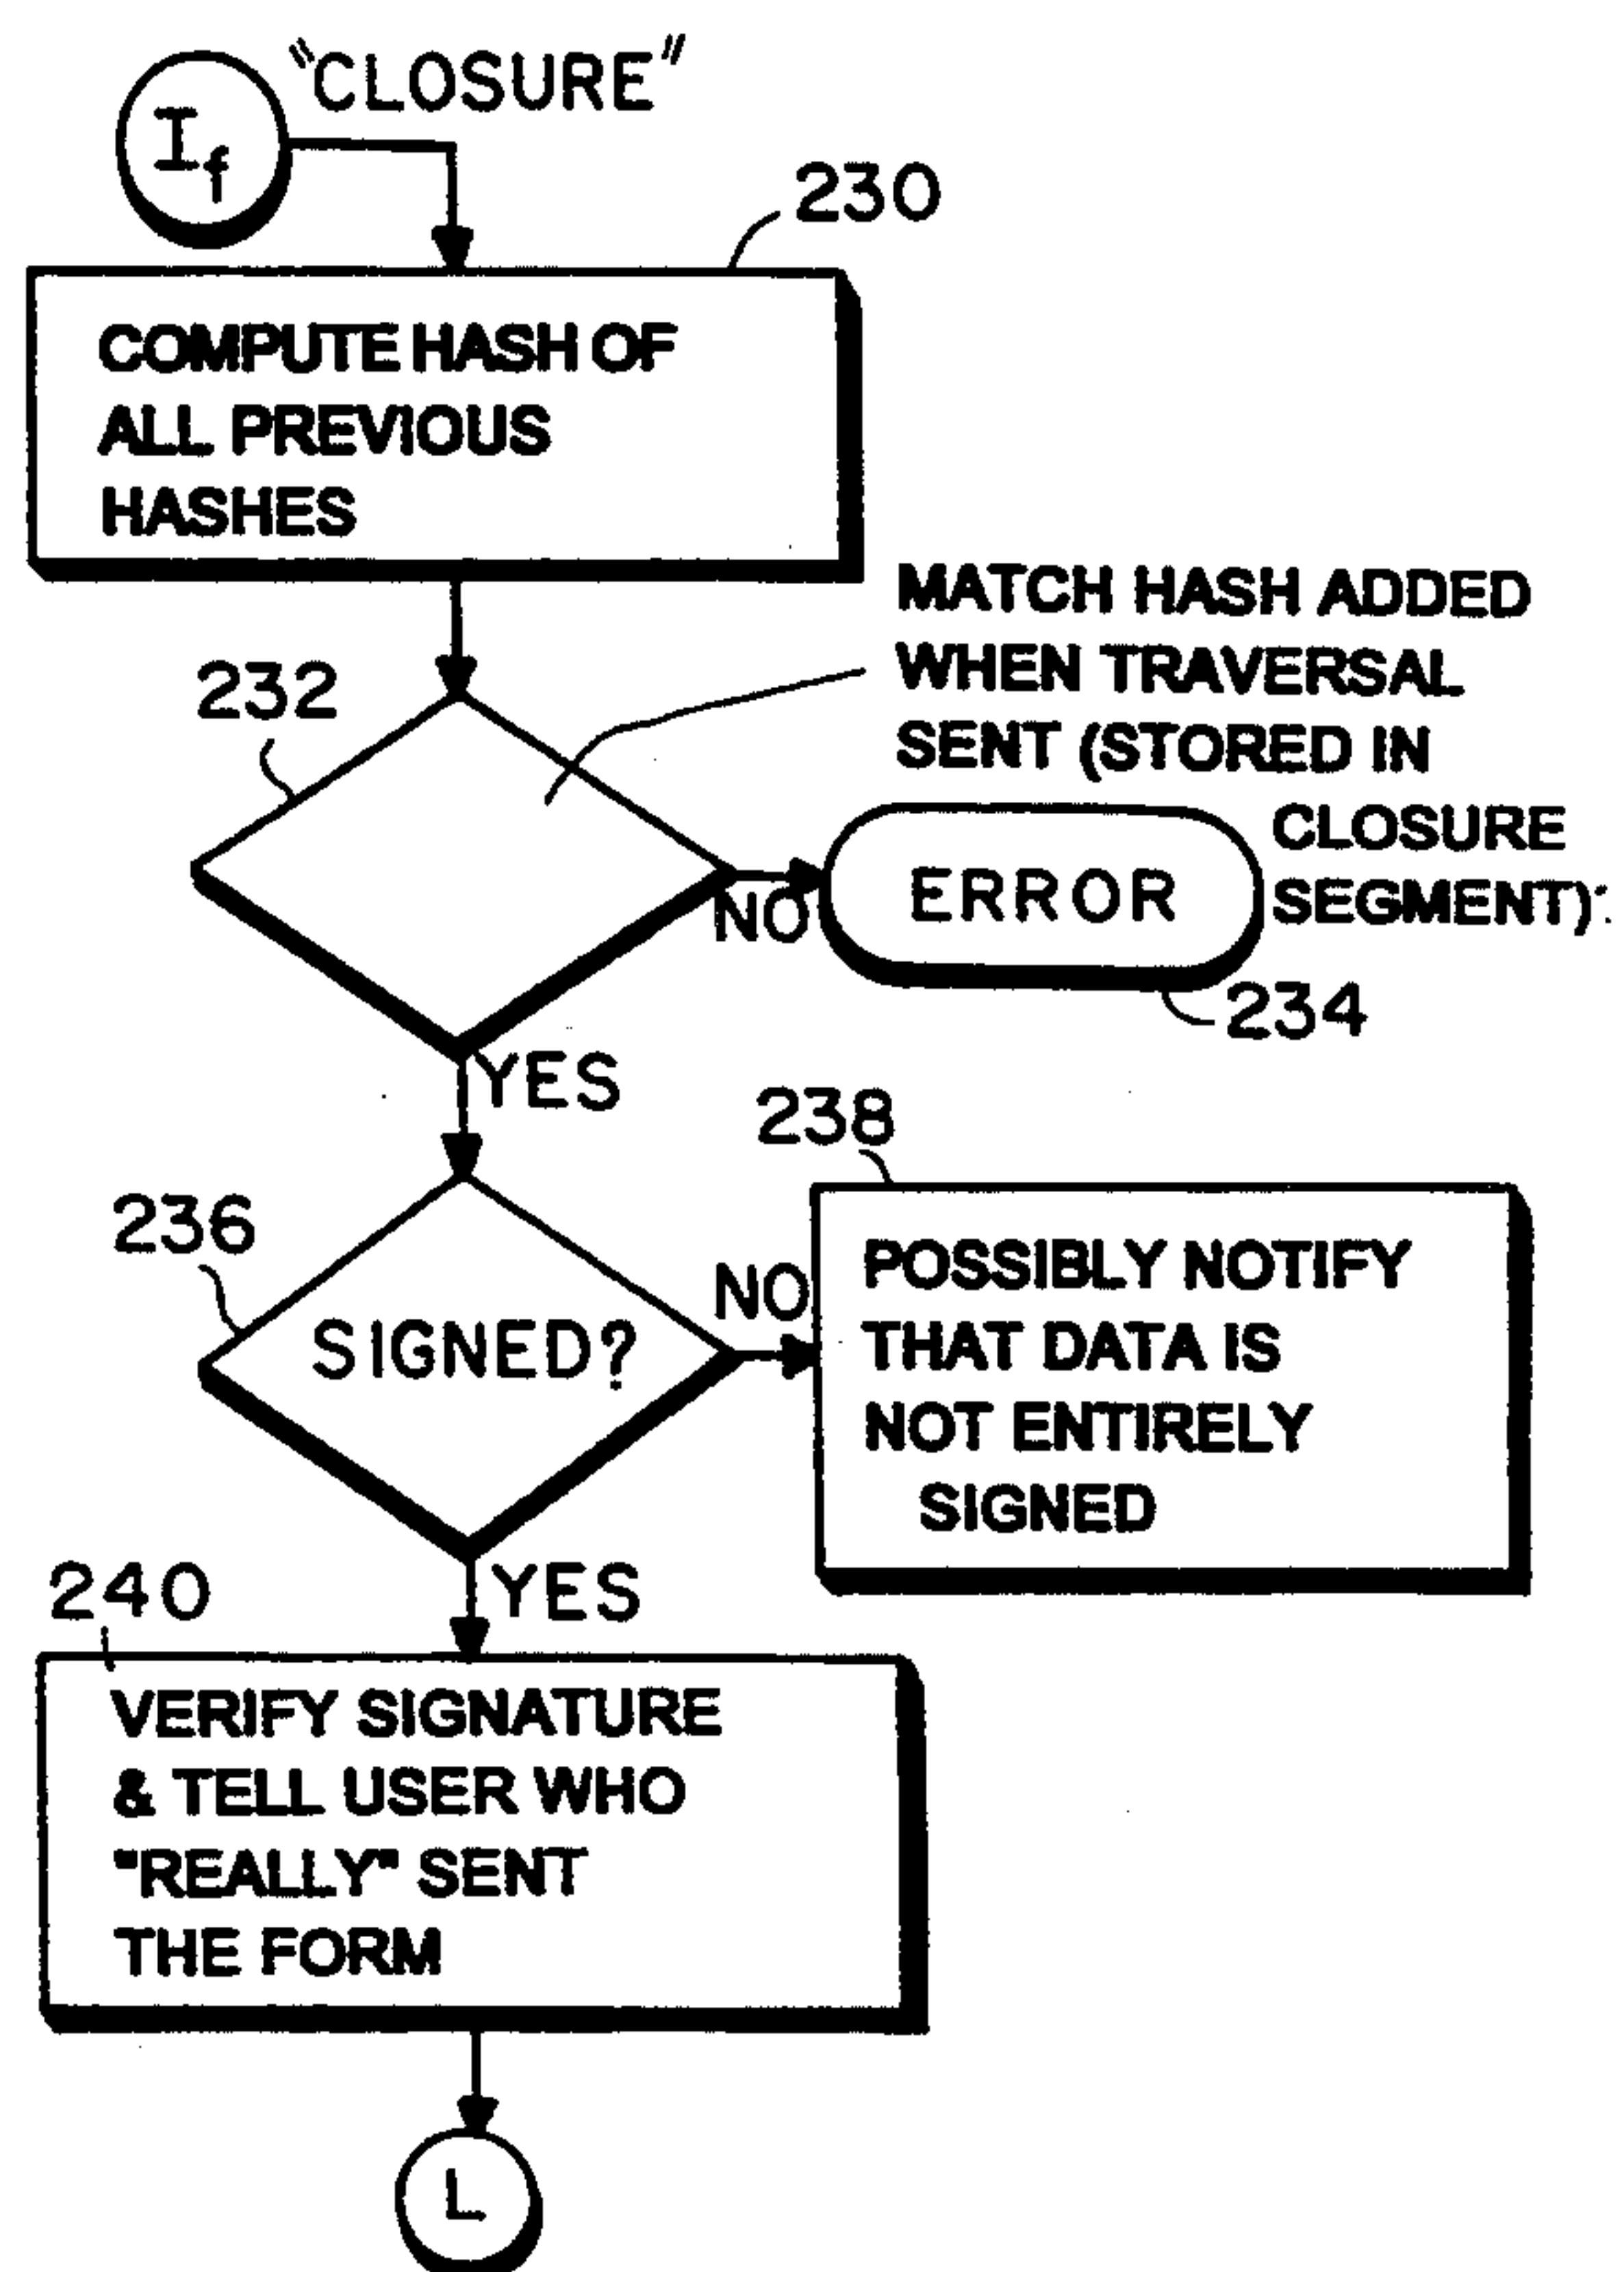 "CLOSURE"
If
230
COMPUTE HASH OF
ALL PREVIOUS
HASHES
232
MATCH HASH ADDED
WHEN TRAVERSAL
SENT (STORED IN
CLOSURE
SEGMENT).
NO
ERROR
234
YES
236
SIGNED?
NO
238
POSSIBLY NOTIFY
THAT DATA IS
NOT ENTIRELY
SIGNED
YES
240
VERIFY SIGNATURE
& TELL USER WHO
"REALLY" SENT
THE FORM
L